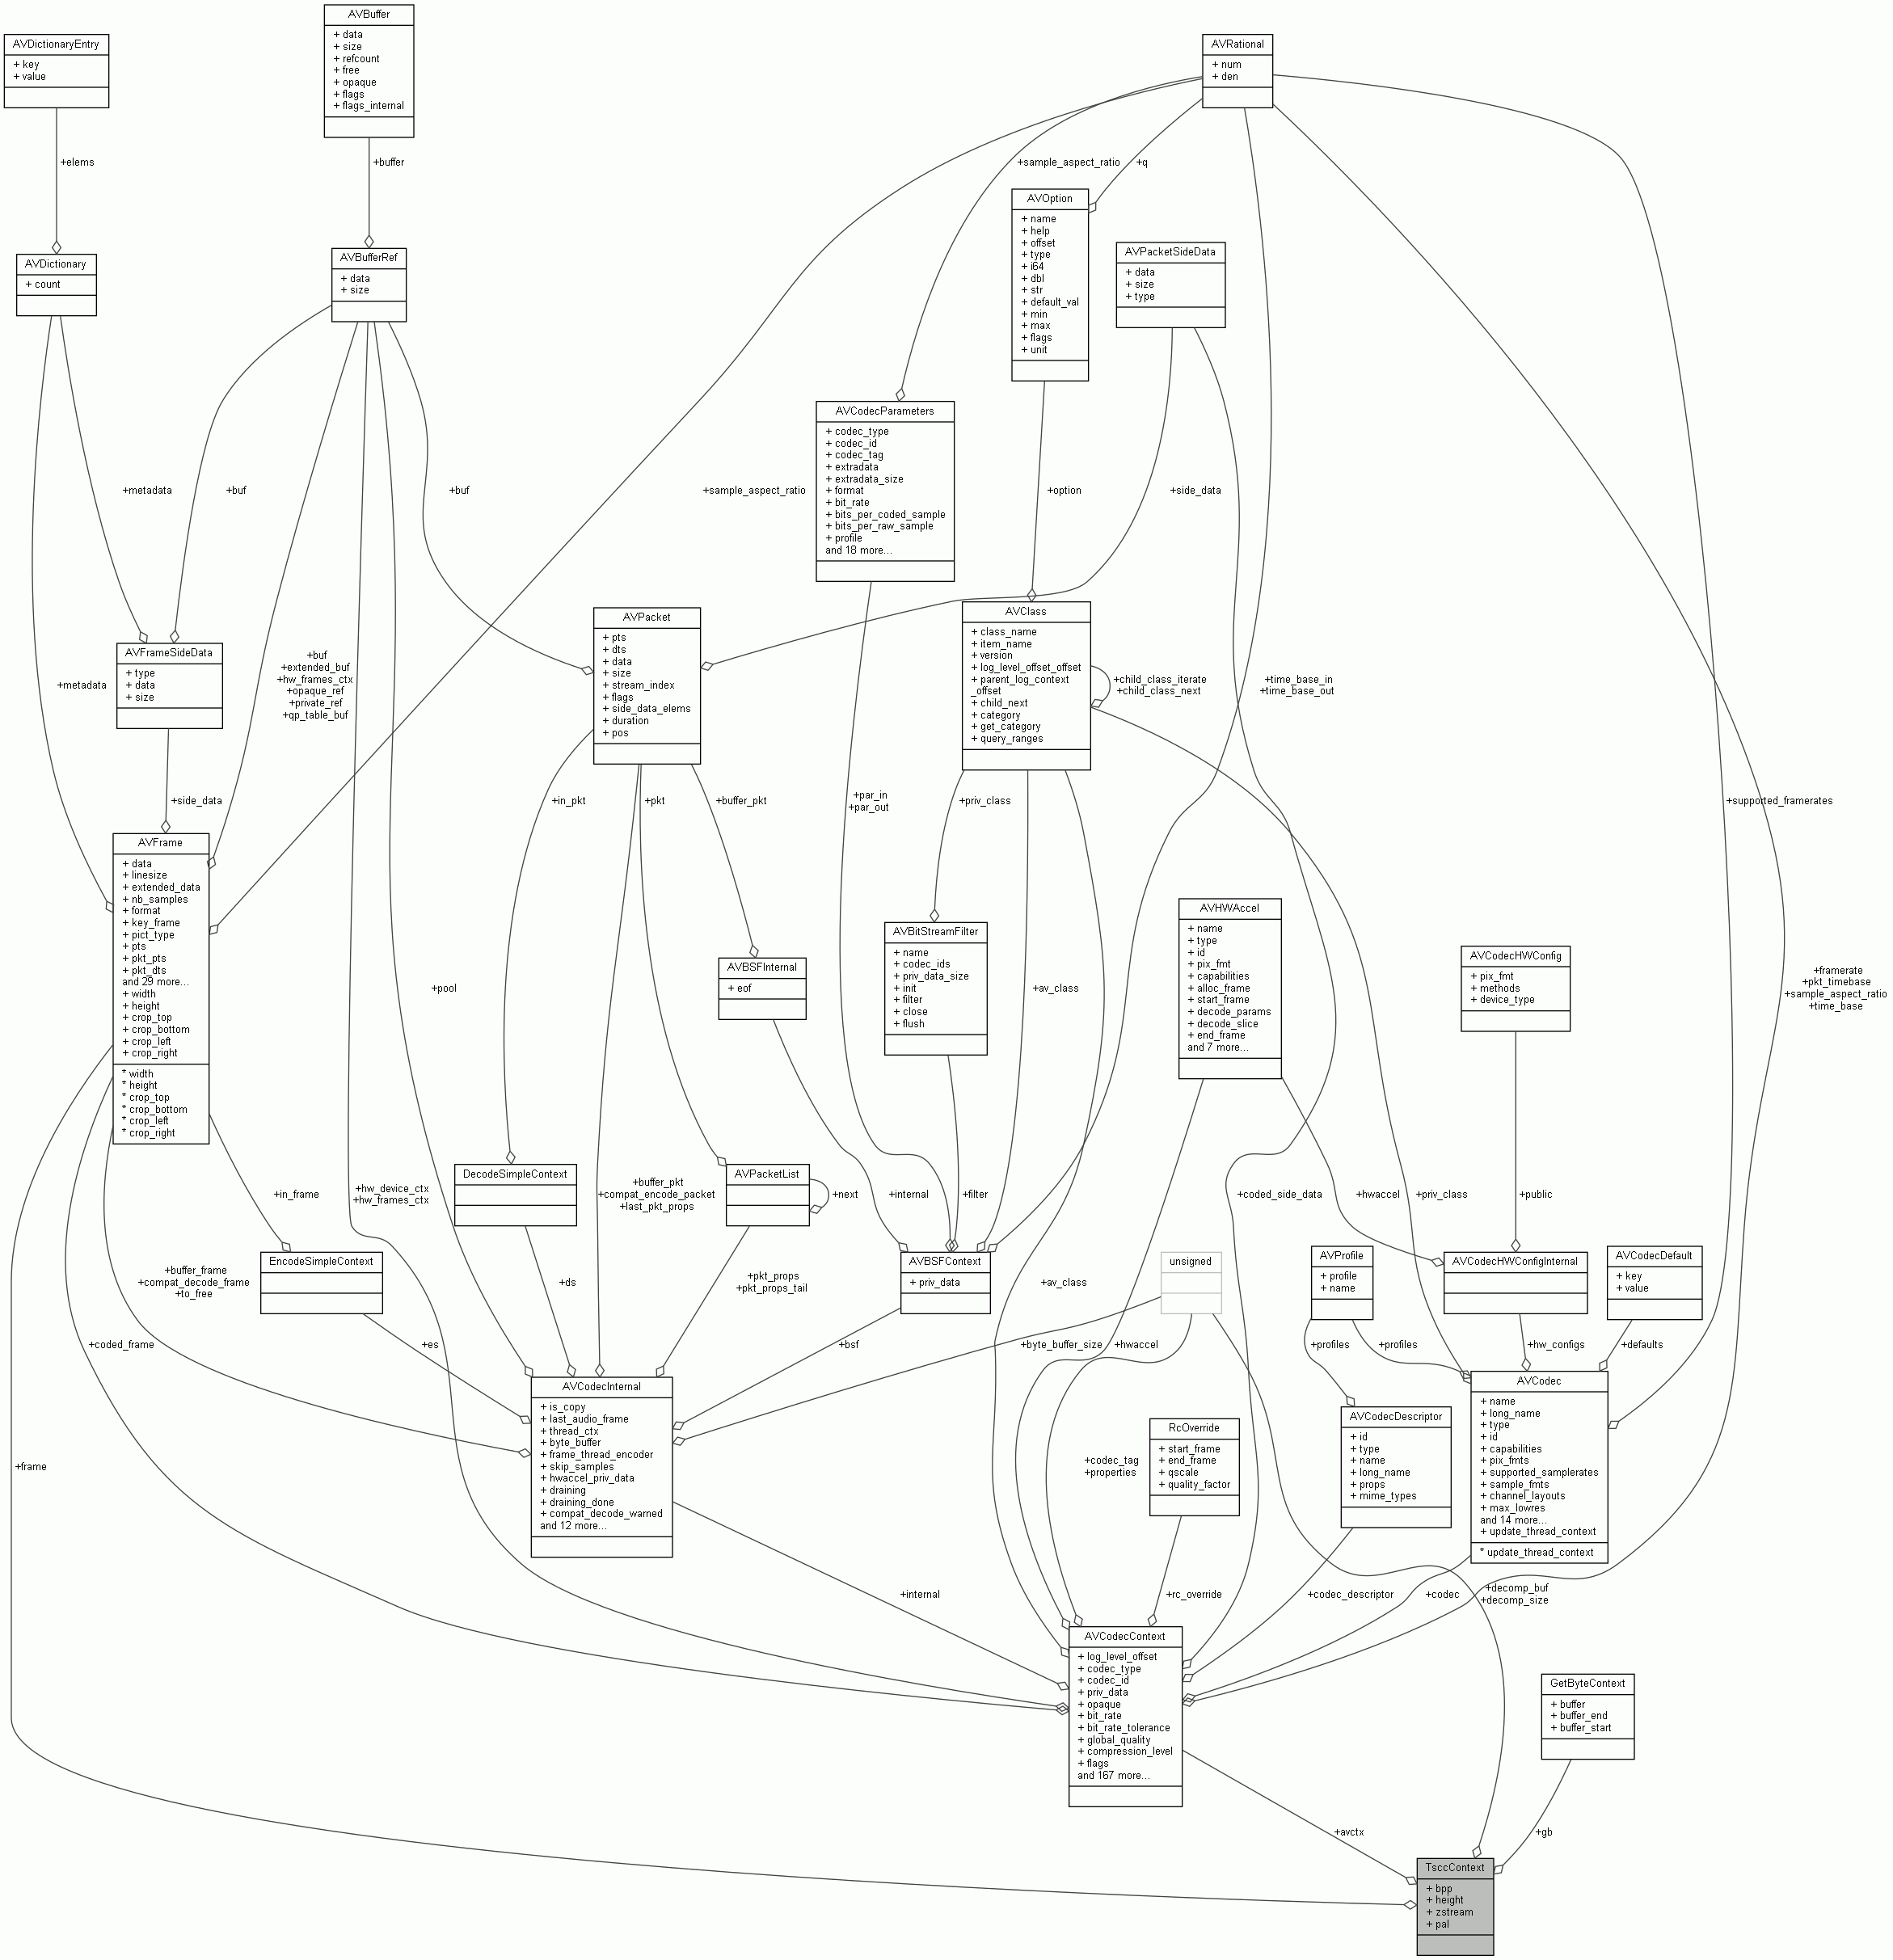 AVBuffer
+ data
+ size
+ refcount
+ free
+ opaque
+ flags
+ flags_internal
AVDictionaryEntry
+ key
+ value
AVRational
+ num
+ den
+elems
+buffer
+sample_aspect_ratio
+q
AVOption
+ name
+ help
+ offset
+ type
+ i64
+ dbl
+ str
+ default_val
+ min
+ max
+ flags
+ unit
AVDictionary
+ count
AVBufferRef
+ data
+ size
AVPacketSideData
+ data
+ size
+ type
AVCodecParameters
+ codec_type
+ codec_id
+ codec_tag
+ extradata
+ extradata_size
+ format
+ bit_rate
+ bits_per_coded_sample
+ bits_per_raw_sample
+ profile
and 18 more...
+metadata
+buf
+buf
+sample_aspect_ratio
+option
+side_data
AVFrameSideData
+ type
+ data
+ size
AVPacket
+ pts
+ dts
+ data
+ size
+ stream_index
+ flags
+ side_data_elems
+ duration
+ pos
AVClass
+ class_name
+ item_name
+ version
+ log_level_offset_offset
+ parent_log_context
_offset
+ child_next
+ category
+ get_category
+ query_ranges
+metadata
+buf
+extended_buf
+hw_frames_ctx
+opaque_ref
+private_ref
+qp_table_buf
+child_class_iterate
+child_class_next
+time_base_in
+time_base_out
+side_data
+in_pkt
+pkt
+buffer_pkt
+par_in
+par_out
+priv_class
+supported_framerates
AVFrame
+ data
+ linesize
+ extended_data
+ nb_samples
+ format
+ key_frame
+ pict_type
+ pts
+ pkt_pts
+ pkt_dts
and 29 more...
+ width
+ height
+ crop_top
+ crop_bottom
+ crop_left
+ crop_right
* width
* height
* crop_top
* crop_bottom
* crop_left
* crop_right
AVBSFInternal
+ eof
AVBitStreamFilter
+ name
+ codec_ids
+ priv_data_size
+ init
+ filter
+ close
+ flush
AVHWAccel
+ name
+ type
+ id
+ pix_fmt
+ capabilities
+ alloc_frame
+ start_frame
+ decode_params
+ decode_slice
+ end_frame
and 7 more...
AVCodecHWConfig
+ pix_fmt
+ methods
+ device_type
+pool
+av_class
+framerate
+pkt_timebase
+sample_aspect_ratio
+time_base
+in_frame
+hw_device_ctx
+hw_frames_ctx
DecodeSimpleContext
+buffer_pkt
+compat_encode_packet
+last_pkt_props
AVPacketList
+next
+internal
+filter
+coded_side_data
+hwaccel
+priv_class
+public
EncodeSimpleContext
+buffer_frame
+compat_decode_frame
+to_free
+ds
+pkt_props
+pkt_props_tail
AVBSFContext
+ priv_data
+av_class
unsigned
AVProfile
+ profile
+ name
AVCodecHWConfigInternal
AVCodecDefault
+ key
+ value
+coded_frame
+es
+bsf
+byte_buffer_size
+hwaccel
+profiles
+profiles
+hw_configs
+defaults
AVCodecInternal
+ is_copy
+ last_audio_frame
+ thread_ctx
+ byte_buffer
+ frame_thread_encoder
+ skip_samples
+ hwaccel_priv_data
+ draining
+ draining_done
+ compat_decode_warned
and 12 more...
+frame
+codec_tag
+properties
RcOverride
+ start_frame
+ end_frame
+ qscale
+ quality_factor
AVCodecDescriptor
+ id
+ type
+ name
+ long_name
+ props
+ mime_types
AVCodec
+ name
+ long_name
+ type
+ id
+ capabilities
+ pix_fmts
+ supported_samplerates
+ sample_fmts
+ channel_layouts
+ max_lowres
and 14 more...
+ update_thread_context
* update_thread_context
+internal
+rc_override
+codec_descriptor
+codec
+decomp_buf
+decomp_size
AVCodecContext
+ log_level_offset
+ codec_type
+ codec_id
+ priv_data
+ opaque
+ bit_rate
+ bit_rate_tolerance
+ global_quality
+ compression_level
+ flags
and 167 more...
GetByteContext
+ buffer
+ buffer_end
+ buffer_start
+avctx
+gb
TsccContext
+ bpp
+ height
+ zstream
+ pal